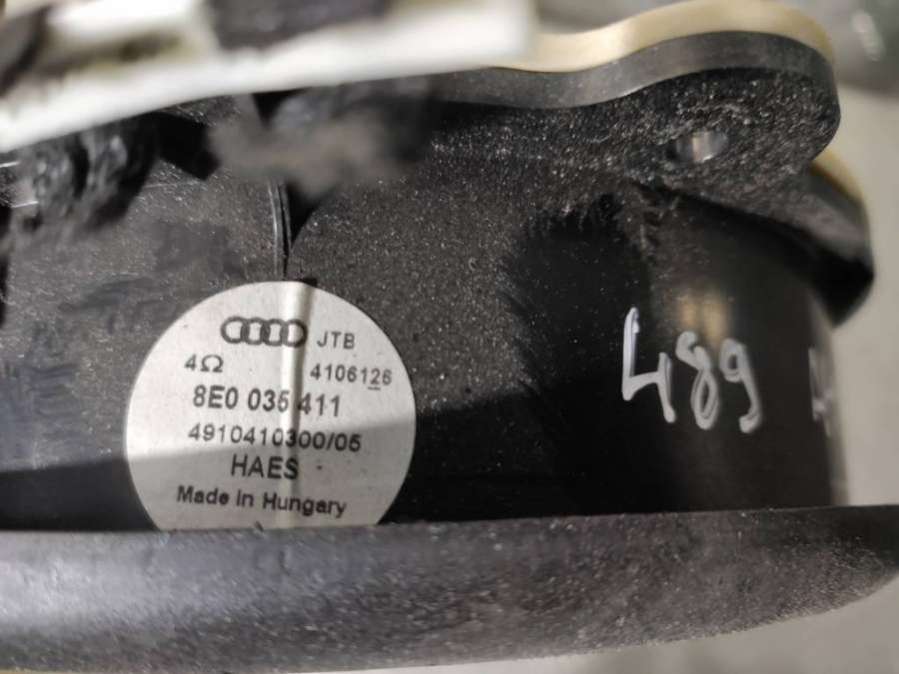 JTB
4Ω 4106126
8E0 035 411
4910410300/05
HAES
Made in Hungary
489